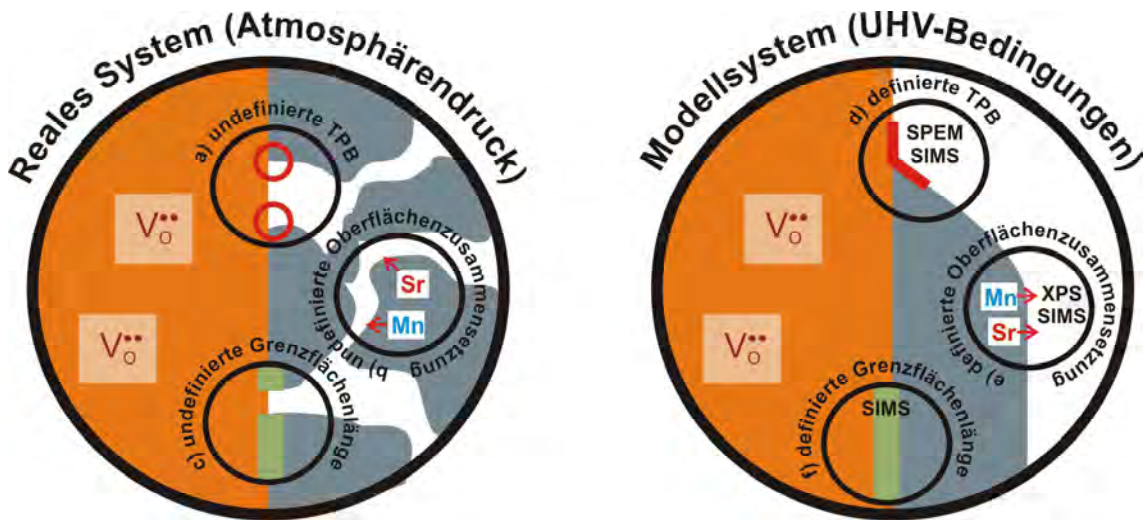 Reales System (Atmosphärendruck)
a) undefinierte TPB
V_O^••
V_O^••
b) undefinierte Oberflächenzusammensetzung
Sr
Mn
c) undefinierte Grenzflächenlänge
Modellsystem (UHV-Bedingungen)
d) definierte TPB
SPEM
SIMS
V_O^••
V_O^••
e) definierte Oberflächenzusammensetzung
Mn
XPS
SIMS
Sr
f) definierte Grenzflächenlänge
SIMS